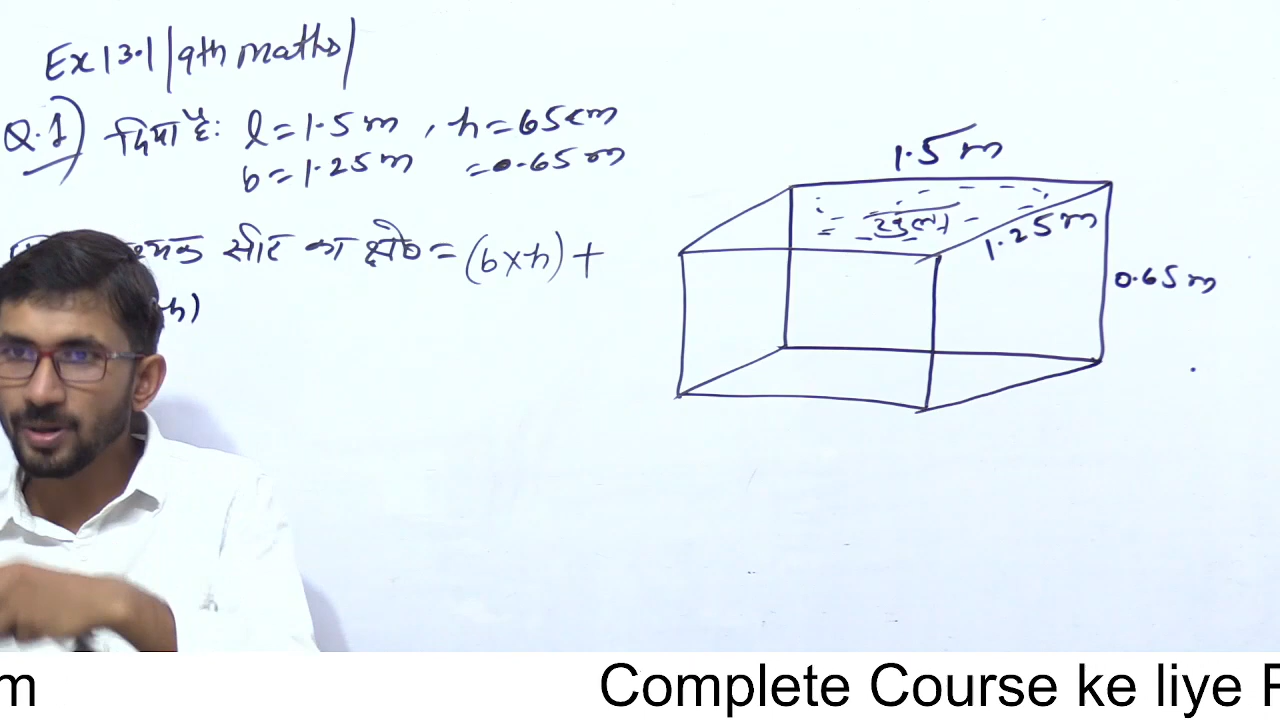 Ex 13.1 | 9th maths |
Q.1) दिया है: l = 1.5 m , h = 65 cm
b = 1.25 m = 0.65 m
सीट का क्षे० = (b×h) +
h)
1.5 m
खुला
1.25 m
0.65 m
m Complete Course ke liye P